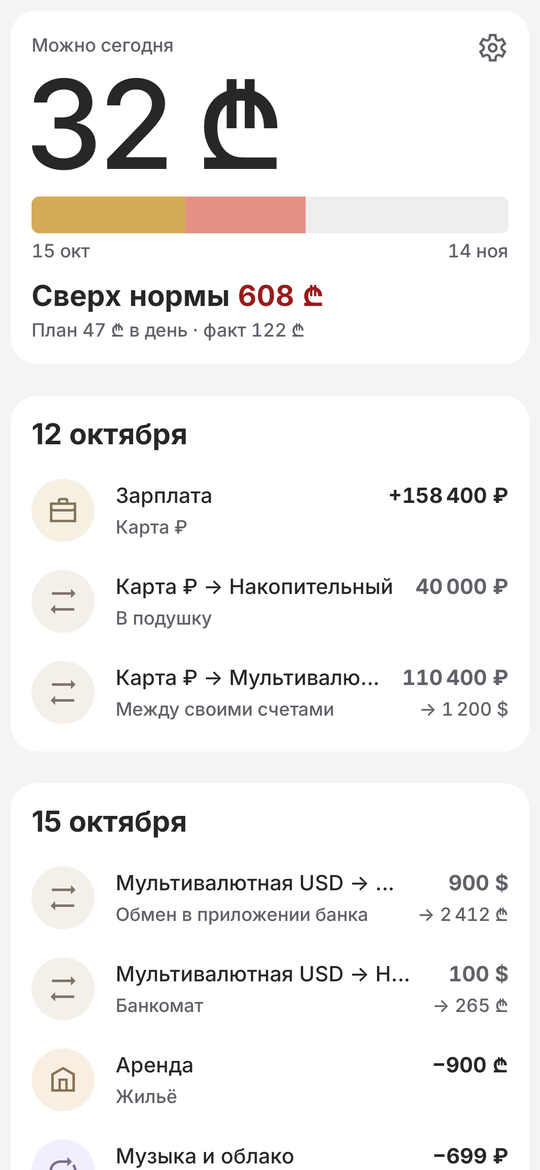 Можно сегодня
32 ₾
15 окт
14 ноя
Сверх нормы 608 ₾
План 47 ₾ в день · факт 122 ₾
12 октября
Зарплата
+158 400 ₽
Карта ₽
Карта ₽ → Накопительный
40 000 ₽
В подушку
Карта ₽ → Мультивалю...
110 400 ₽
Между своими счетами
→ 1 200 $
15 октября
Мультивалютная USD → ...
900 $
Обмен в приложении банка
→ 2 412 ₾
Мультивалютная USD → Н...
100 $
Банкомат
→ 265 ₾
Аренда
−900 ₾
Жильё
Музыка и облако
−699 ₽